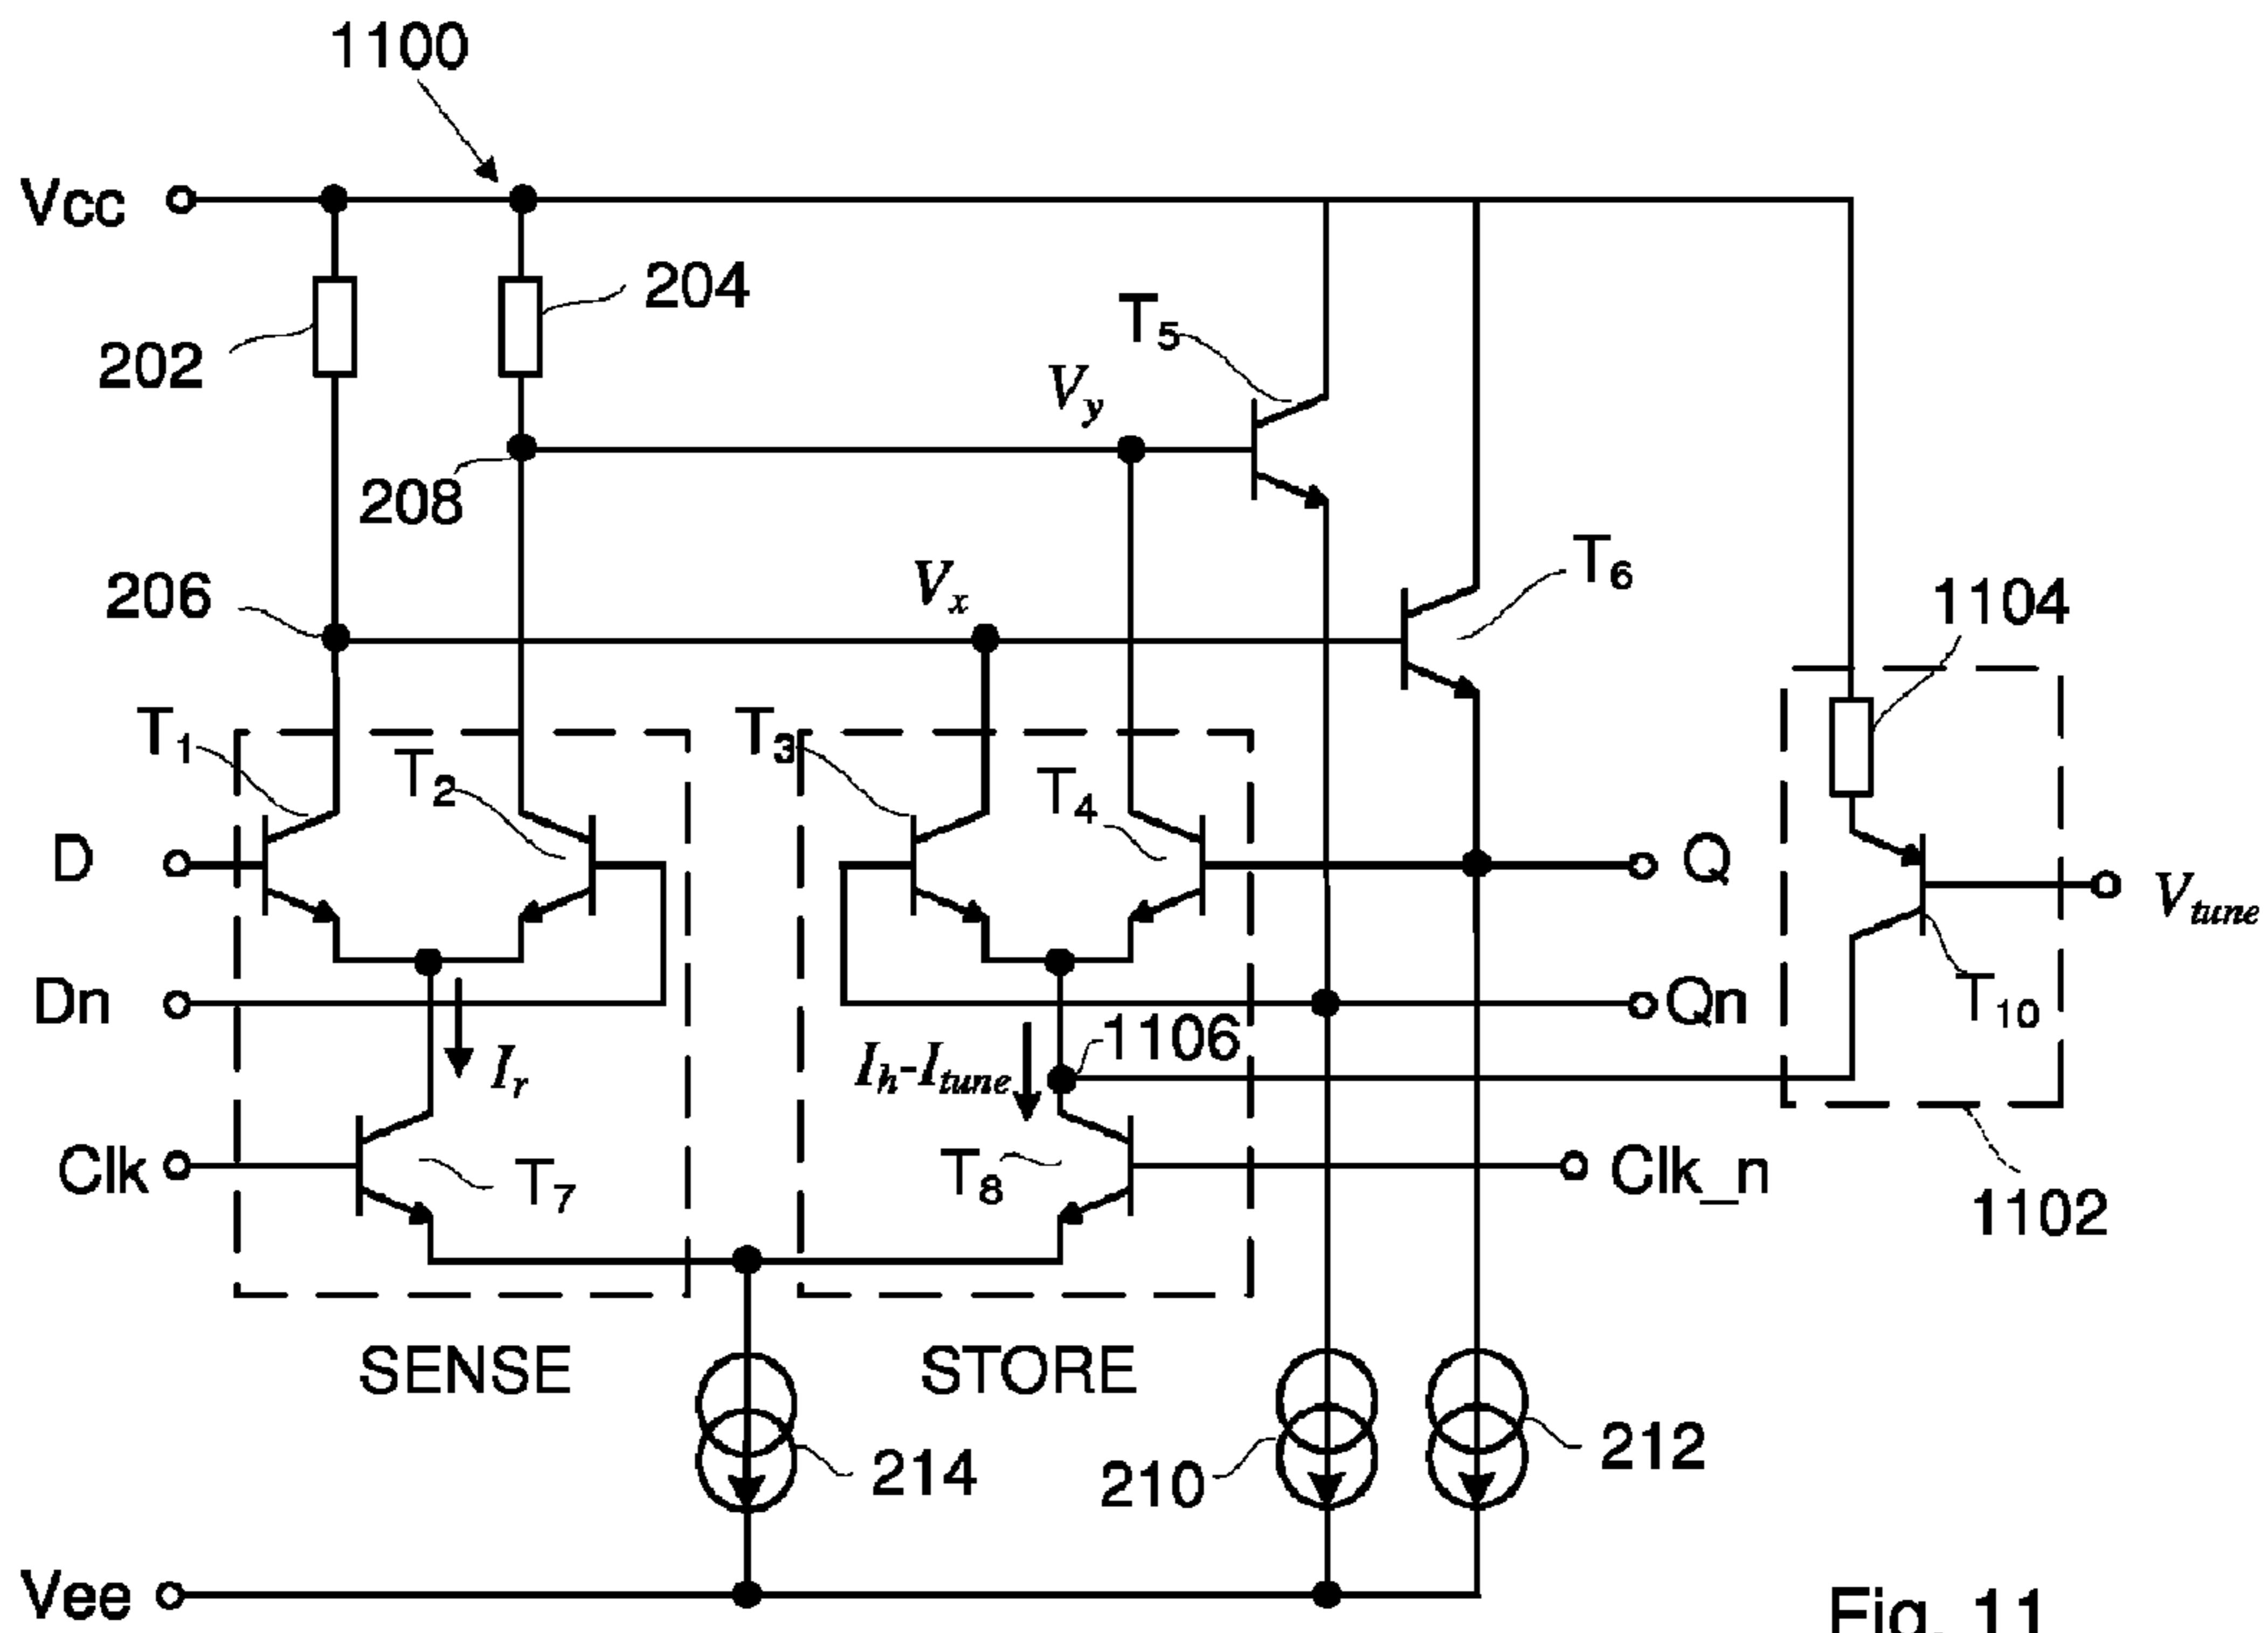 1100
Vcc
204
202
T5
Vy
208
T6
Vx
206
1104
T1
T2
T3
T4
D
Q
Vtune
Dn
Qn
T10
1106
Ir
Ih-Itune
Clk
T7
T8
Clk_n
1102
SENSE
STORE
214
210
212
Vee
Fig. 11